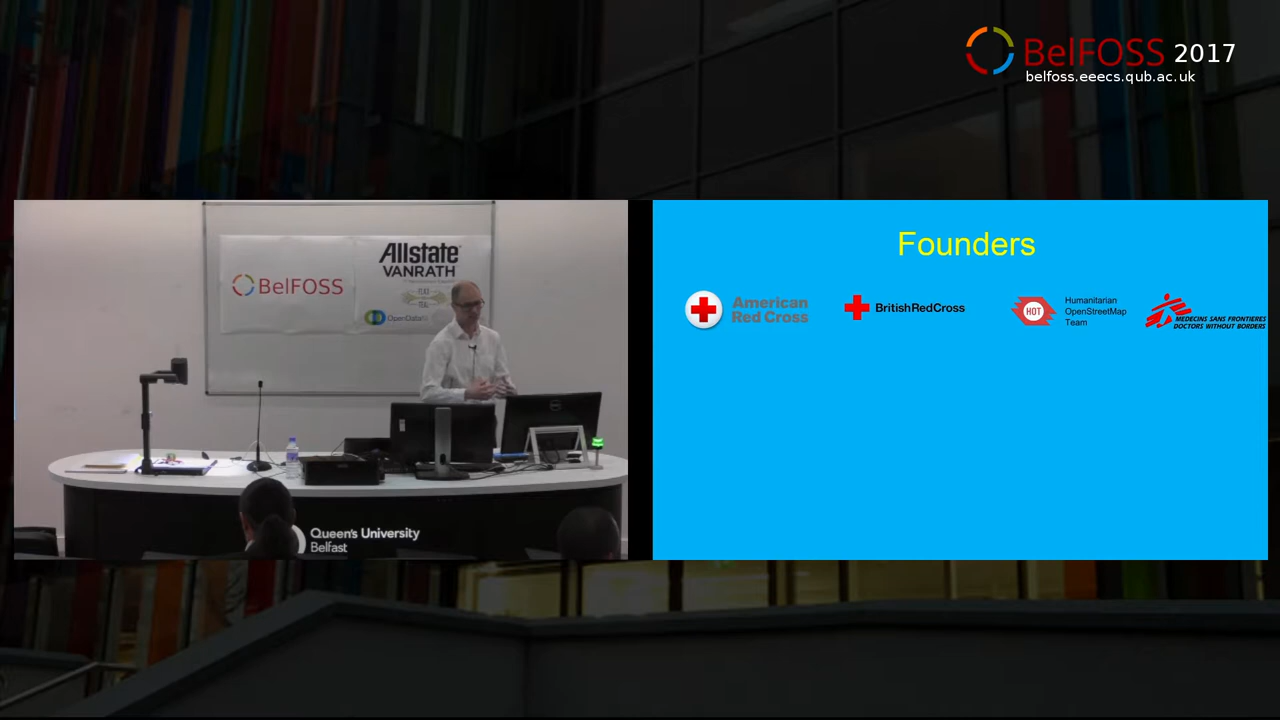 BelFOSS 2017
belfoss.eeecs.qub.ac.uk
Allstate
VANRATH
BelFOSS
OpenData
Queen's University
Belfast
Founders
American
Red Cross
BritishRedCross
HOT
Humanitarian
OpenStreetMap
Team
MEDECINS SANS FRONTIERES
DOCTORS WITHOUT BORDERS